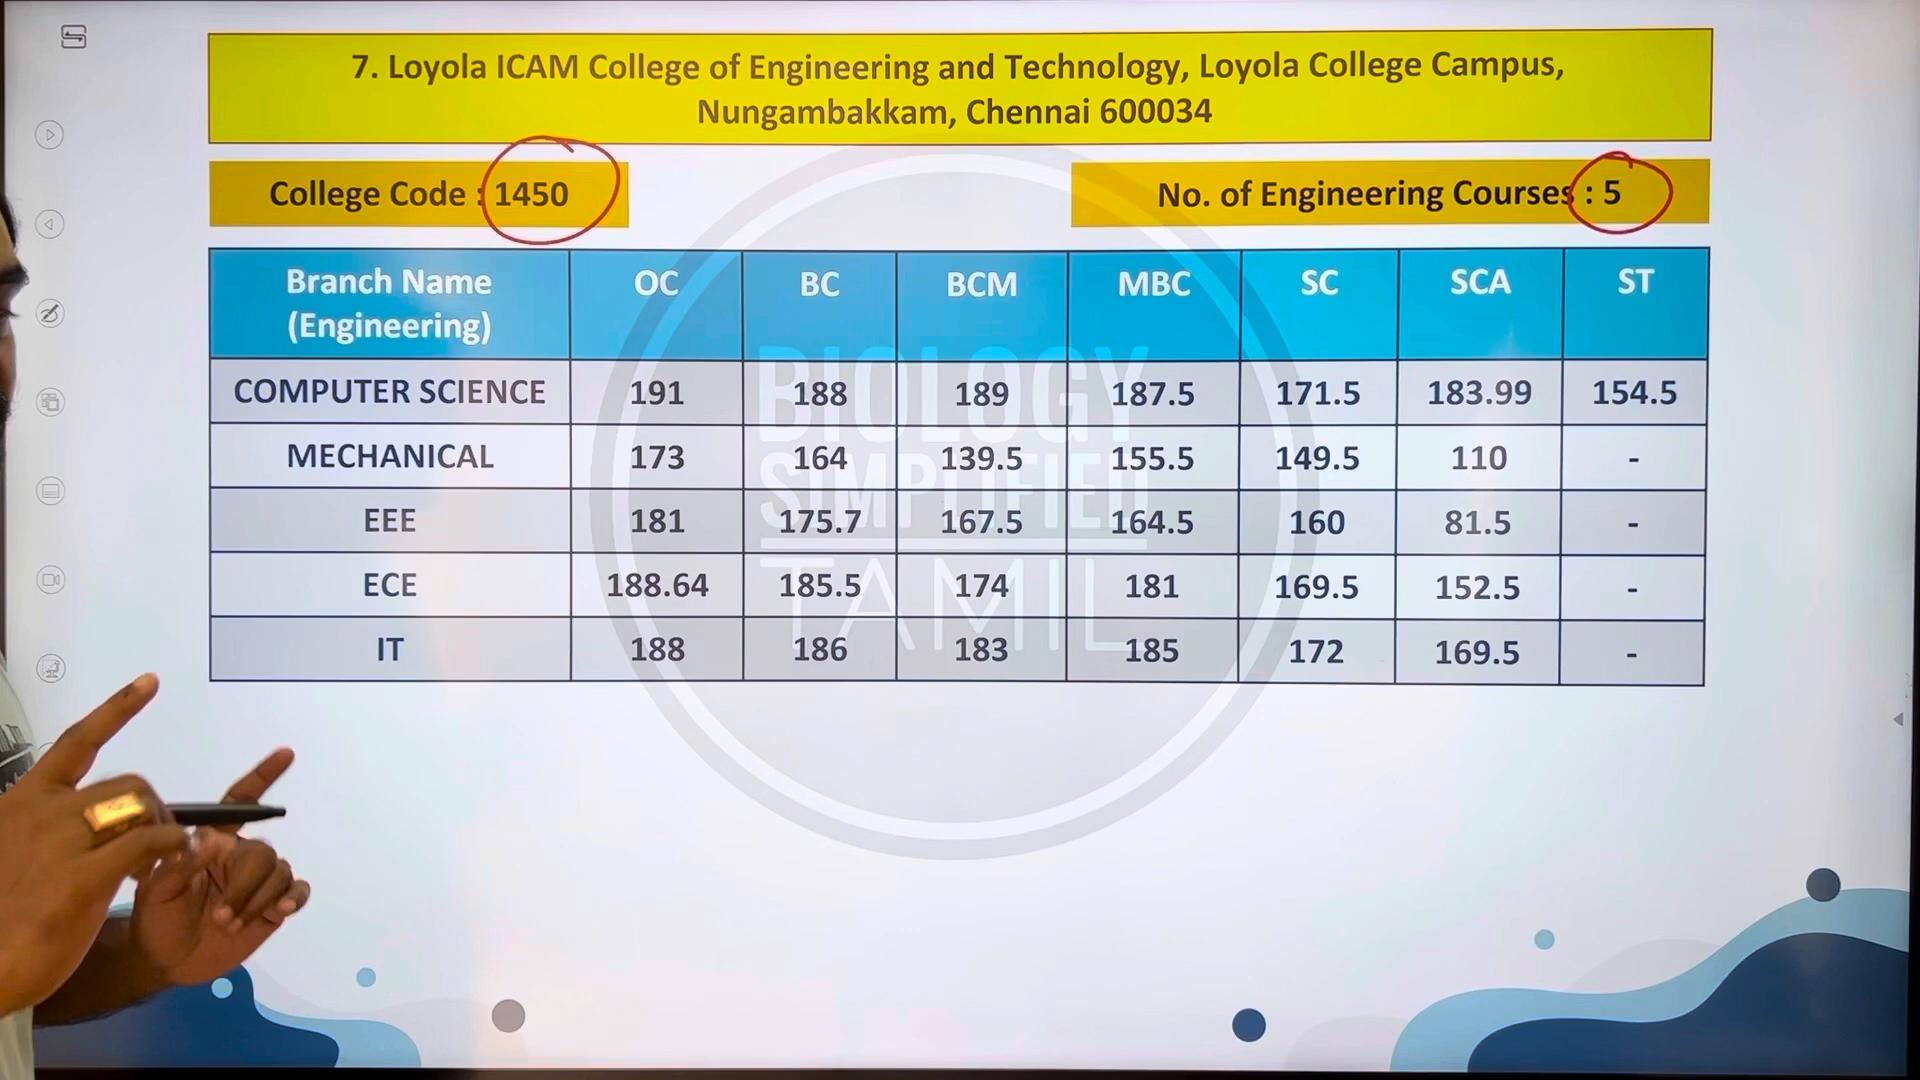 7. Loyola ICAM College of Engineering and Technology, Loyola College Campus,
Nungambakkam, Chennai 600034
College Code : 1450
No. of Engineering Courses : 5
Branch Name (Engineering) OC BC BCM MBC SC SCA ST
COMPUTER SCIENCE 191 188 189 187.5 171.5 183.99 154.5
MECHANICAL 173 164 139.5 155.5 149.5 110 -
EEE 181 175.7 167.5 164.5 160 81.5 -
ECE 188.64 185.5 174 181 169.5 152.5 -
IT 188 186 183 185 172 169.5 -
BIOLOGY
SIMPLIFIED
TAMIL